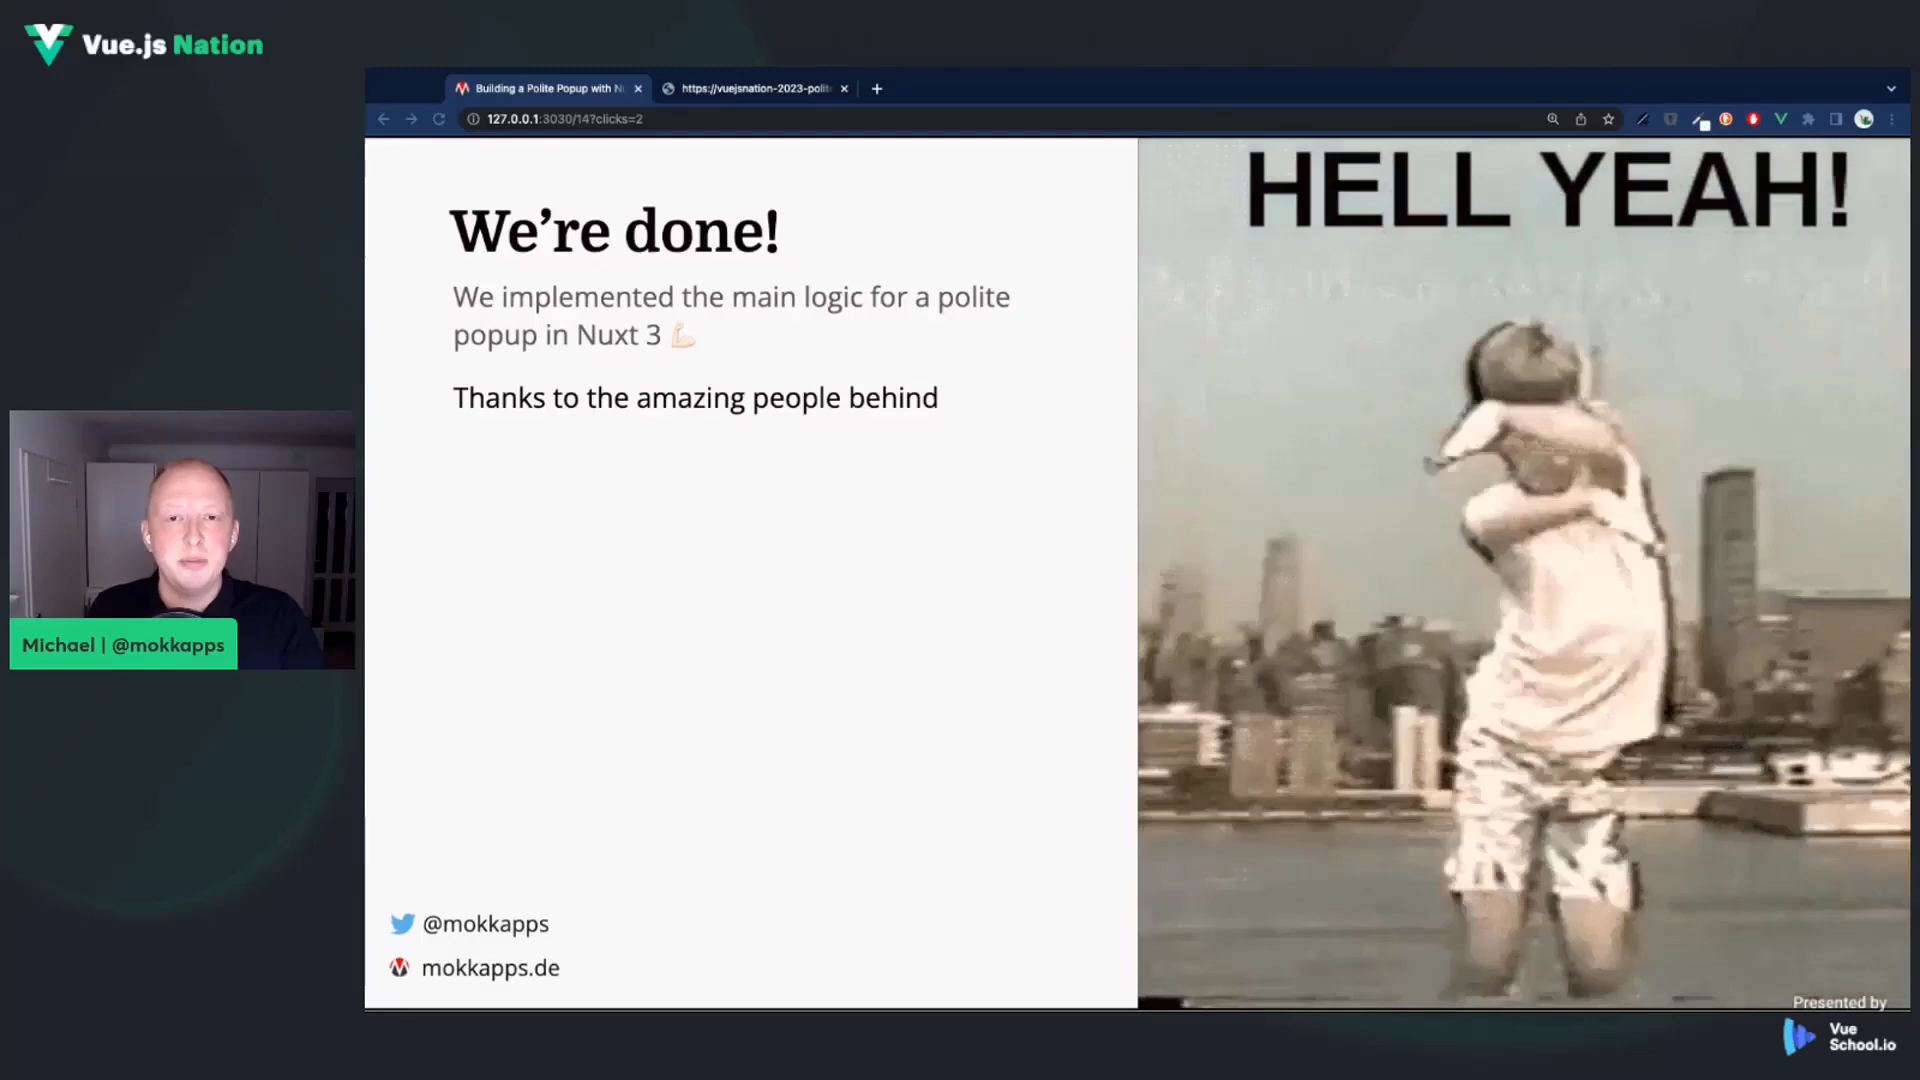 Vue.js Nation
Building a Polite Popup with N
https://vuejsnation-2023-polit
127.0.0.1:3030/14?clicks=2
HELL YEAH!
We’re done!
We implemented the main logic for a polite
popup in Nuxt 3 💪🏻
Thanks to the amazing people behind
Michael | @mokkapps
@mokkapps
mokkapps.de
Presented by
Vue
School.io